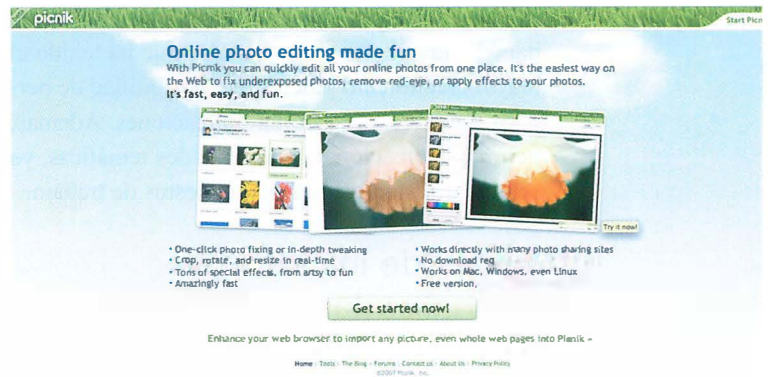 picnik
Start Picn
Online photo editing made fun
With Picnik you can quickly edit all your online photos from one place. It's the easiest way on
the Web to fix underexposed photos, remove red-eye, or apply effects to your photos.
It's fast, easy, and fun.
Try it now!
• One-click photo fixing or in-depth tweaking
• Crop, rotate, and resize in real-time
• Tons of special effects, from artsy to fun
• Amazingly fast
• Works directly with many photo sharing sites
• No download req
• Works on Mac, Windows, even Linux
• Free version,
Get started now!
Enhance your web browser to import any picture, even whole web pages into Picnik »
Home | Tools | The Blog | Forums | Contact us | About Us | Privacy Policy
©2007 Picnik, Inc.